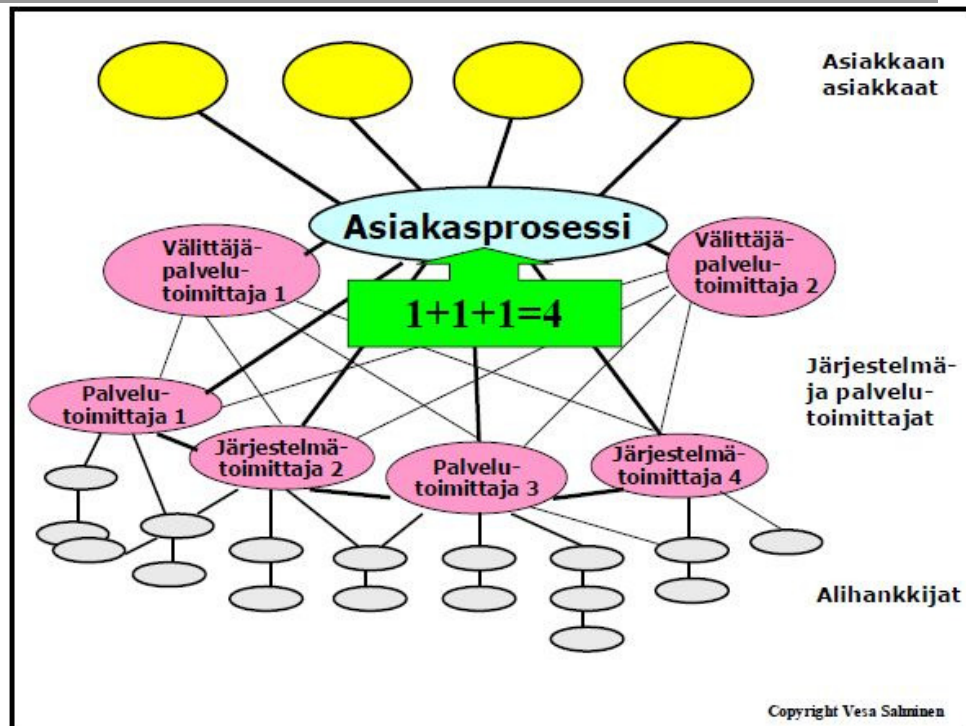 Asiakkaan
asiakkaat
Asiakasprosessi
Välittäjä-
palvelu-
toimittaja 1
Välittäjä-
palvelu-
toimittaja 2
1+1+1=4
Järjestelmä-
ja palvelu-
toimittajat
Palvelu-
toimittaja 1
Järjestelmä-
toimittaja 2
Palvelu-
toimittaja 3
Järjestelmä-
toimittaja 4
Alihankkijat
Copyright Vesa Salminen